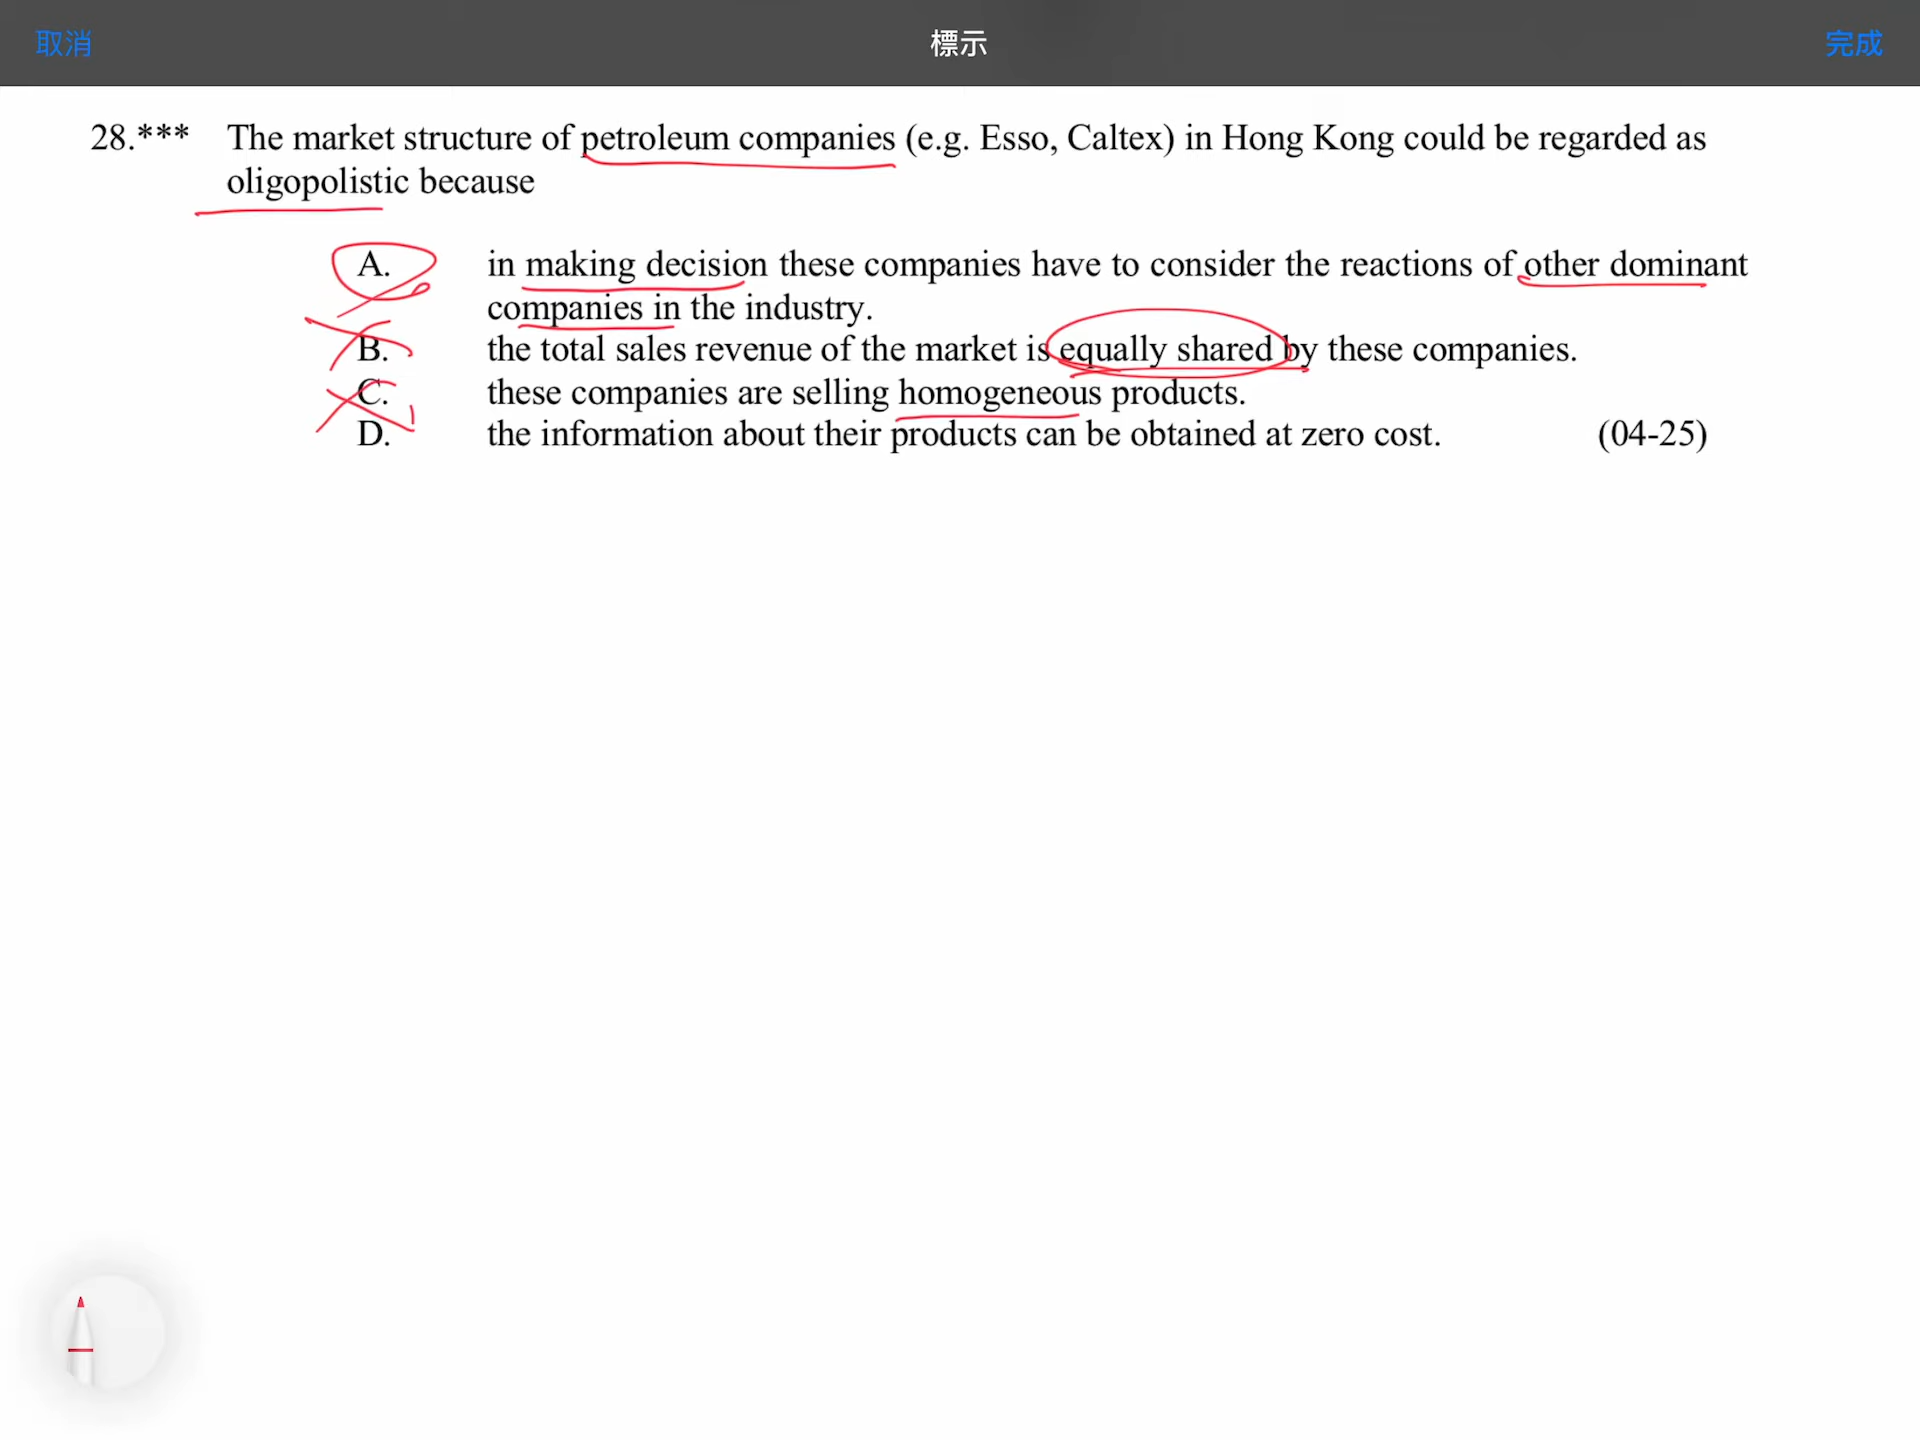 取消 標示 完成
28.*** The market structure of petroleum companies (e.g. Esso, Caltex) in Hong Kong could be regarded as
oligopolistic because
A. in making decision these companies have to consider the reactions of other dominant
companies in the industry.
B. the total sales revenue of the market is equally shared by these companies.
C. these companies are selling homogeneous products.
D. the information about their products can be obtained at zero cost. (04-25)